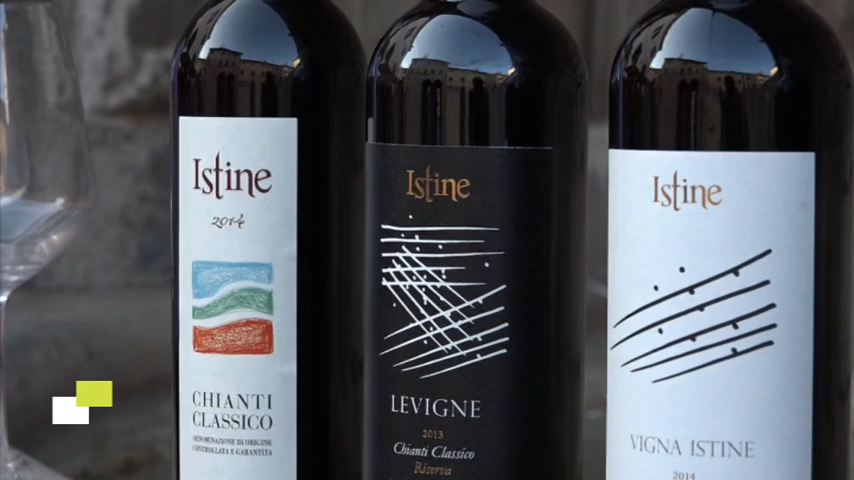 Istine
2014
CHIANTI
CLASSICO
DENOMINAZIONE DI ORIGINE
CONTROLLATA E GARANTITA
Istine
LEVIGNE
2013
Chianti Classico
Riserva
Istine
VIGNA ISTINE
2014